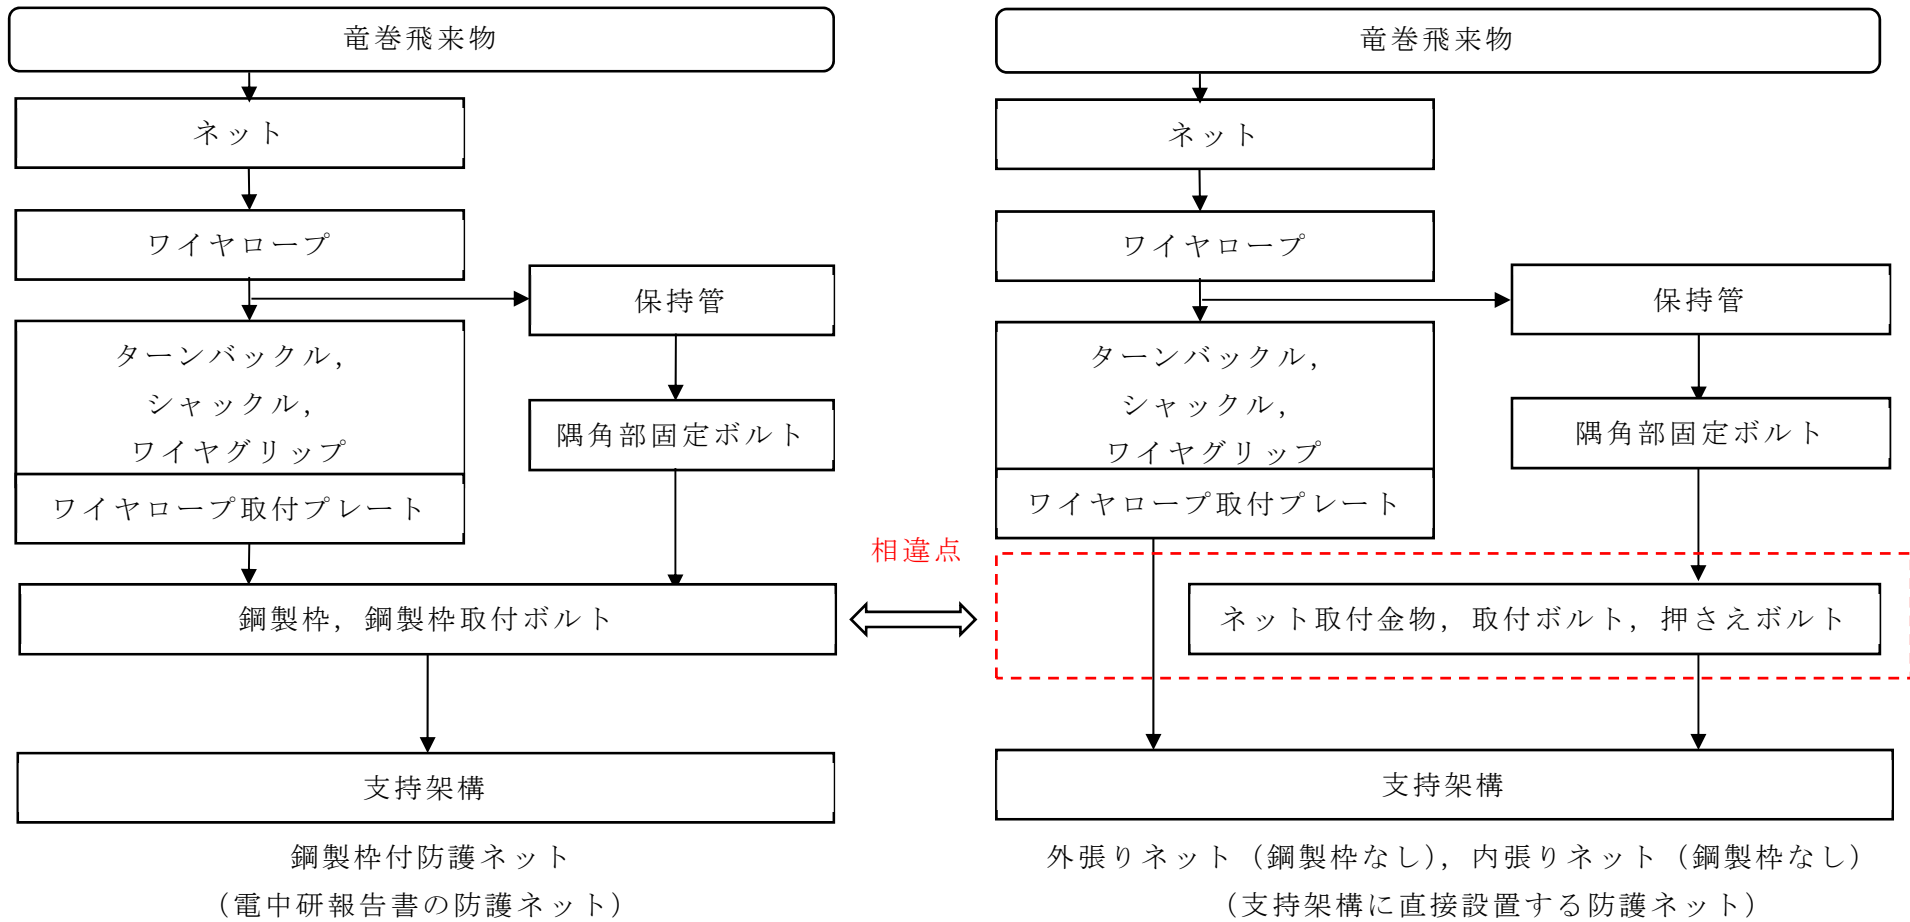 竜巻飛来物
ネット
ワイヤロープ
保持管
ターンバックル，
シャックル，
ワイヤグリップ
隅角部固定ボルト
ワイヤロープ取付プレート
鋼製枠，鋼製枠取付ボルト
支持架構
鋼製枠付防護ネット
（電中研報告書の防護ネット）
相違点
竜巻飛来物
ネット
ワイヤロープ
保持管
ターンバックル，
シャックル，
ワイヤグリップ
隅角部固定ボルト
ワイヤロープ取付プレート
ネット取付金物，取付ボルト，押さえボルト
支持架構
外張りネット（鋼製枠なし），内張りネット（鋼製枠なし）
（支持架構に直接設置する防護ネット）